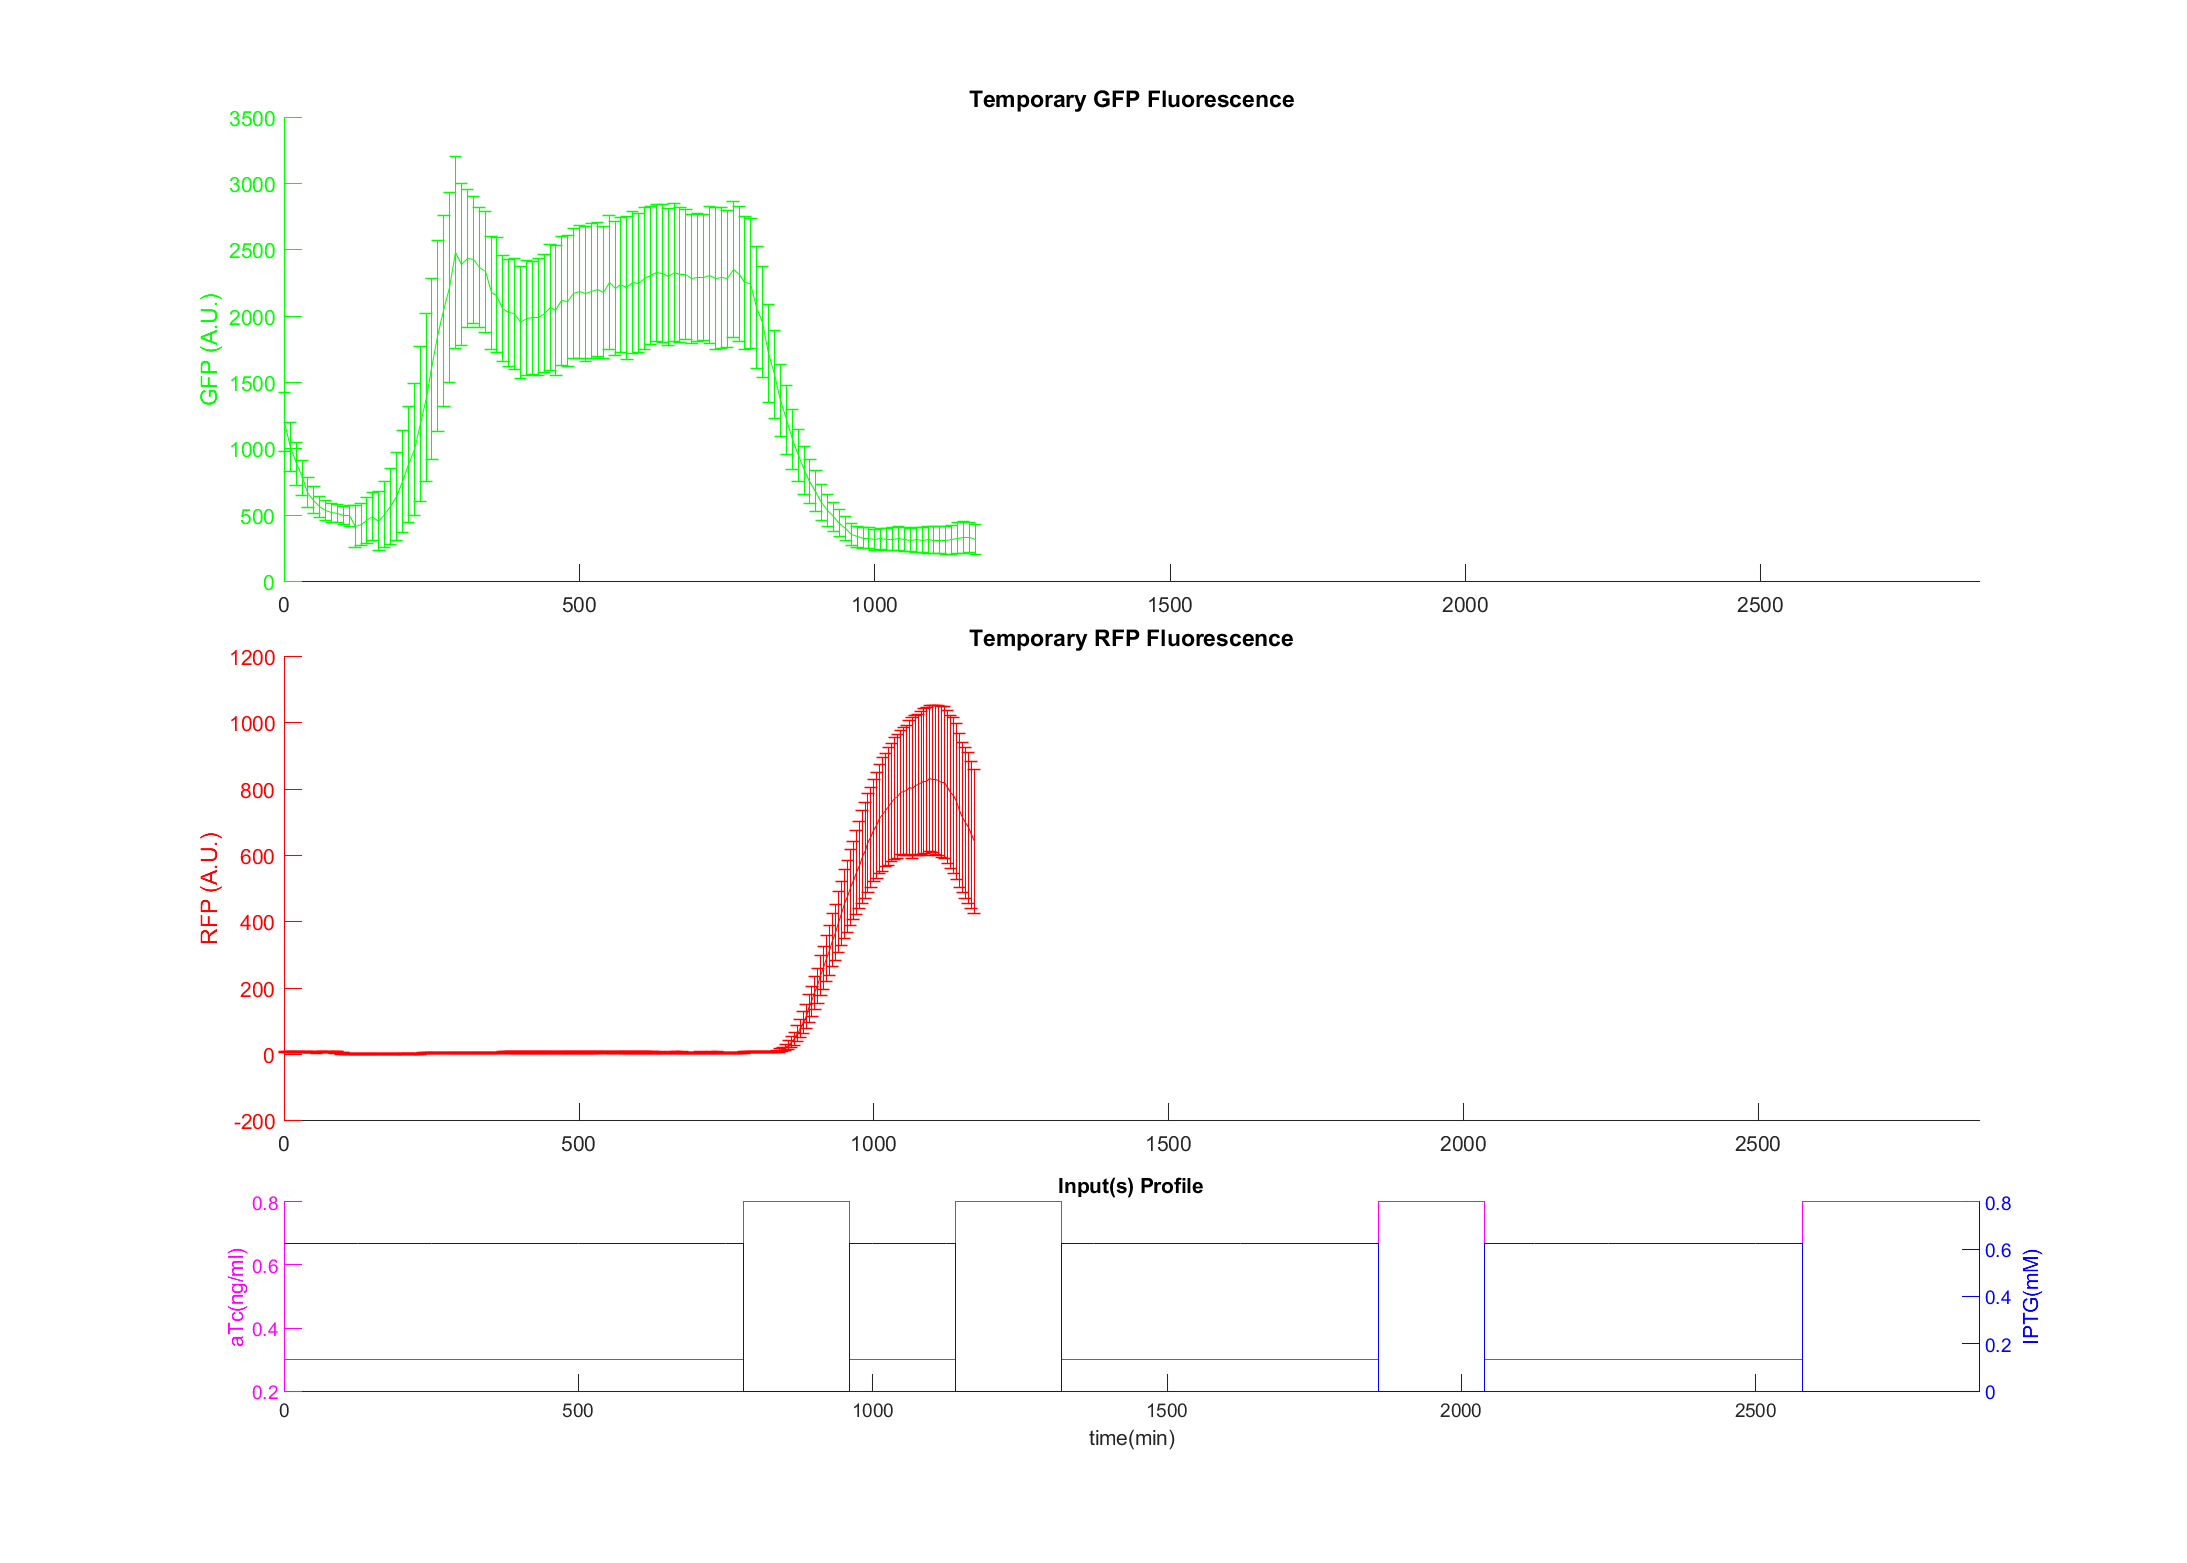 Temporary GFP Fluorescence
3500
3000
2500
2000
1500
1000
500
0
GFP (A.U.)
0 500 1000 1500 2000 2500
Temporary RFP Fluorescence
1200
1000
800
600
400
200
0
-200
RFP (A.U.)
0 500 1000 1500 2000 2500
Input(s) Profile
0.8
0.6
0.4
0.2
aTc(ng/ml)
0.8
0.6
0.4
0.2
0
IPTG(mM)
0 500 1000 1500 2000 2500
time(min)